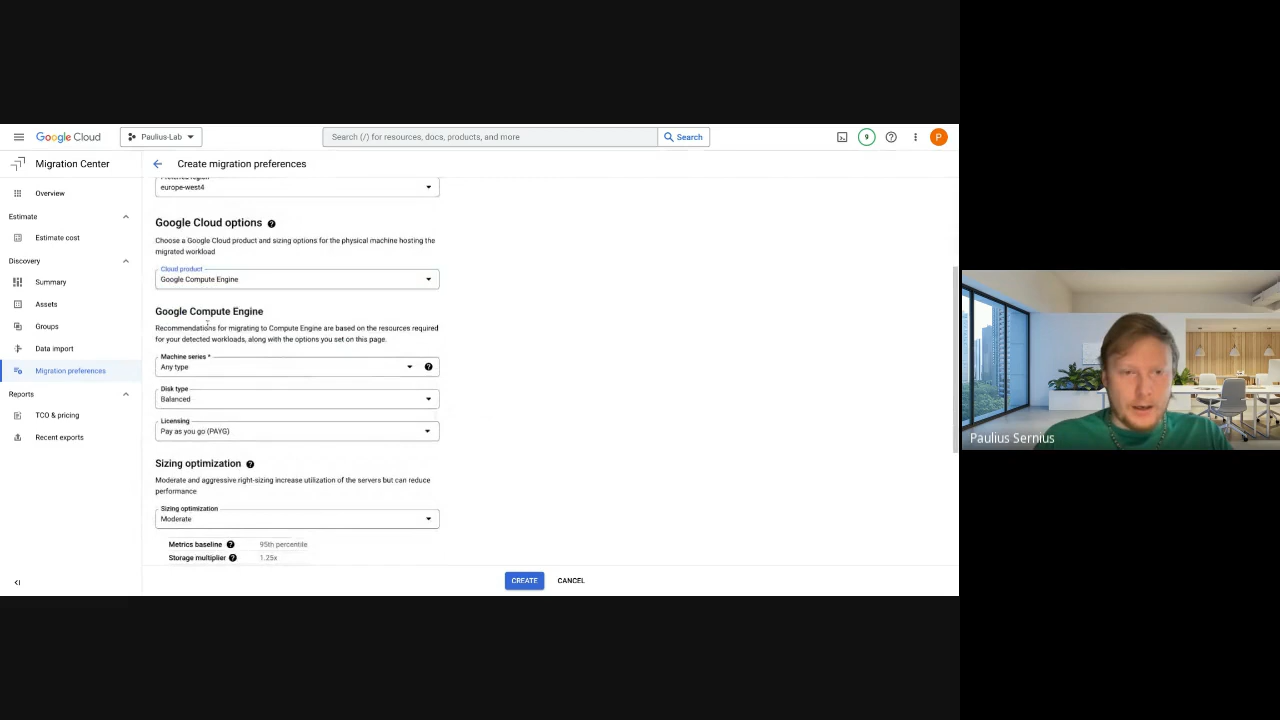 Google Cloud
Paulius-Lab
Search (/) for resources, docs, products, and more
Search
9
P
Migration Center
Create migration preferences
Overview
Estimate
Estimate cost
Discovery
Summary
Assets
Groups
Data import
Migration preferences
Reports
TCO & pricing
Recent exports
Preferred region
europe-west4
Google Cloud options
Choose a Google Cloud product and sizing options for the physical machine hosting the
migrated workload
Cloud product
Google Compute Engine
Google Compute Engine
Recommendations for migrating to Compute Engine are based on the resources required
for your detected workloads, along with the options you set on this page.
Machine series *
Any type
Disk type
Balanced
Licensing
Pay as you go (PAYG)
Sizing optimization
Moderate and aggressive right-sizing increase utilization of the servers but can reduce
performance
Sizing optimization
Moderate
Metrics baseline 95th percentile
Storage multiplier 1.25x
CREATE CANCEL
Paulius Sernius